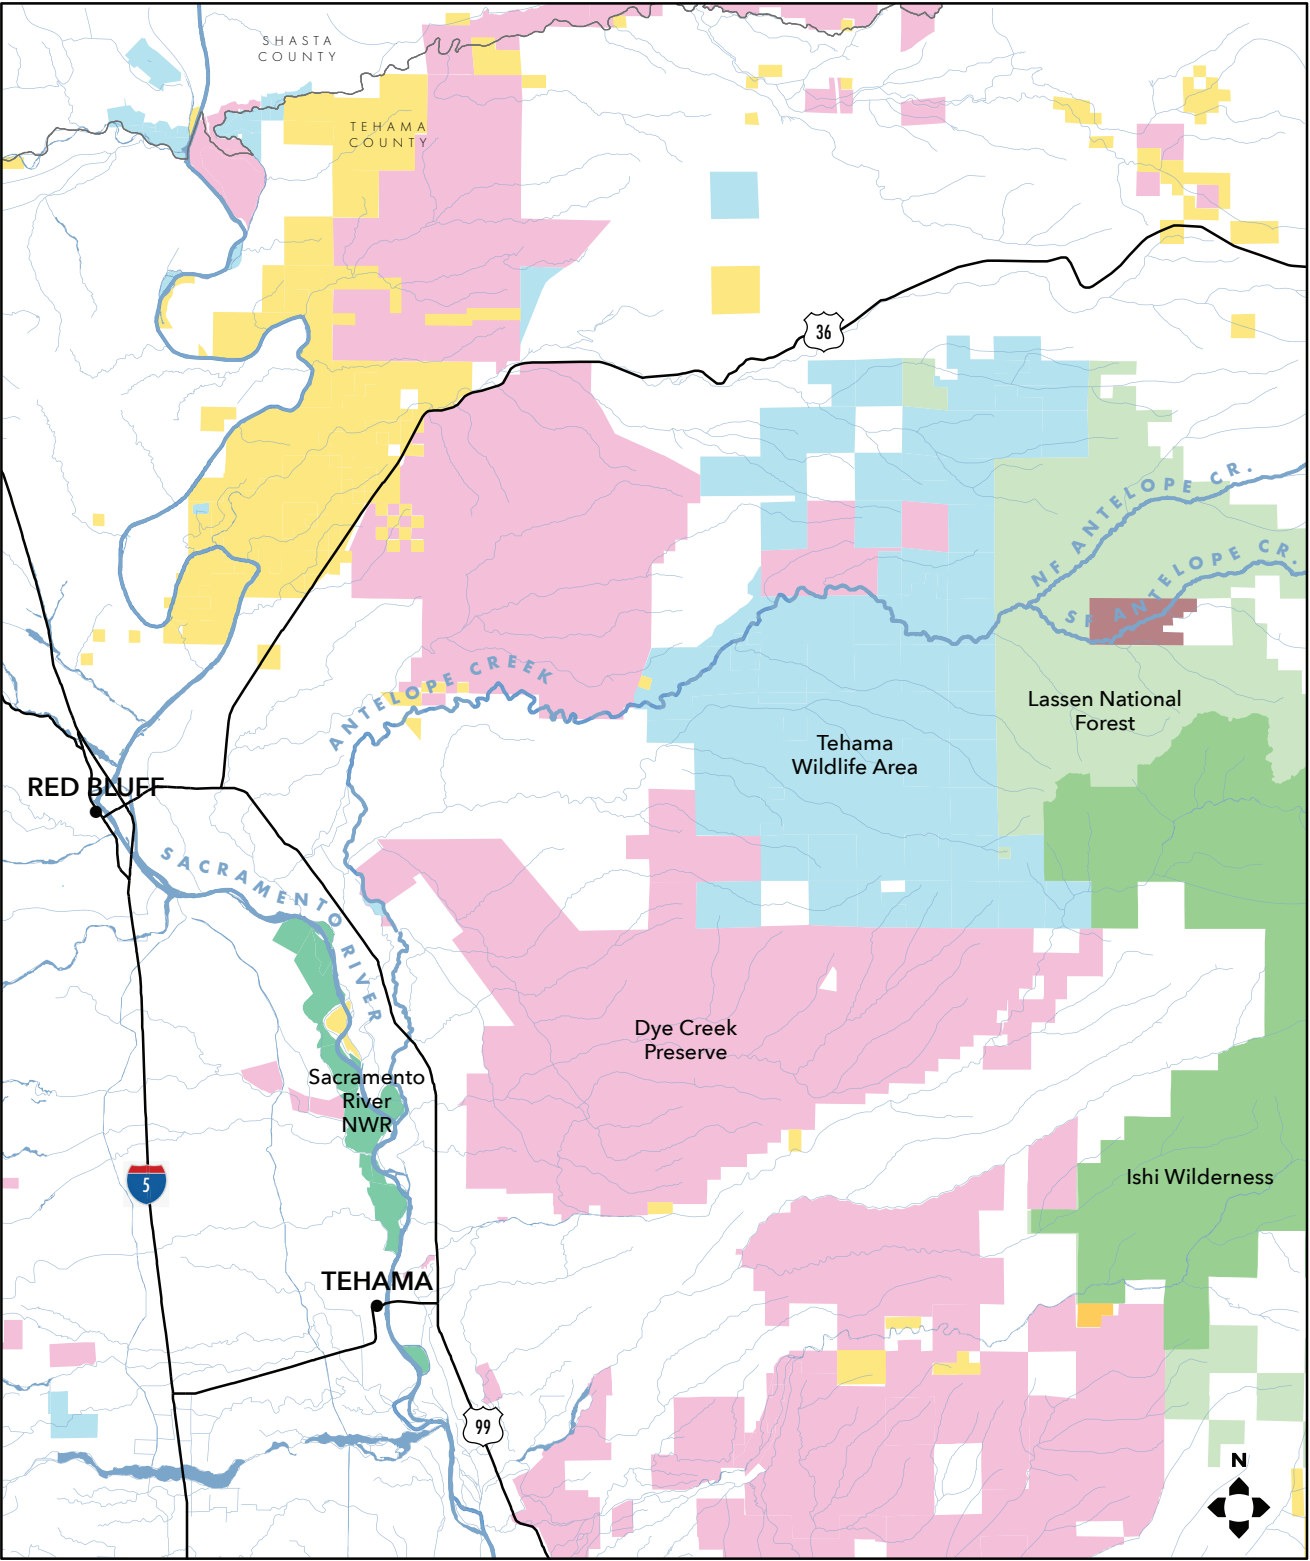 SHASTA
COUNTY
TEHAMA
COUNTY
36
NF ANTELOPE CR.
SF ANTELOPE CR.
ANTELOPE CREEK
Lassen National
Forest
Tehama
Wildlife Area
RED BLUFF
SACRAMENTO RIVER
Dye Creek
Preserve
Sacramento
River
NWR
5
Ishi Wilderness
TEHAMA
99
N